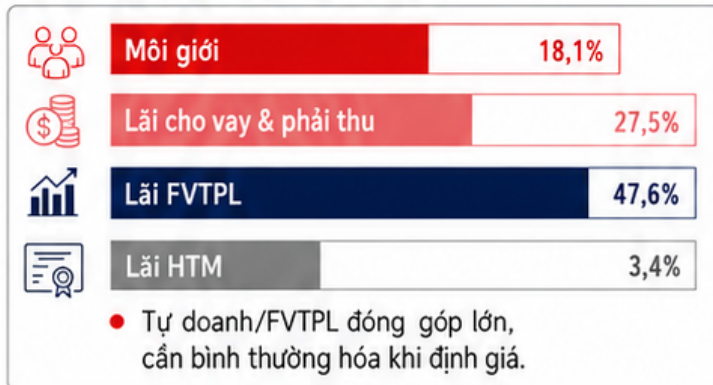 Môi giới 18,1%
$ Lãi cho vay & phải thu 27,5%
Lãi FVTPL 47,6%
Lãi HTM 3,4%
• Tự doanh/FVTPL đóng góp lớn,
cần bình thường hóa khi định giá.